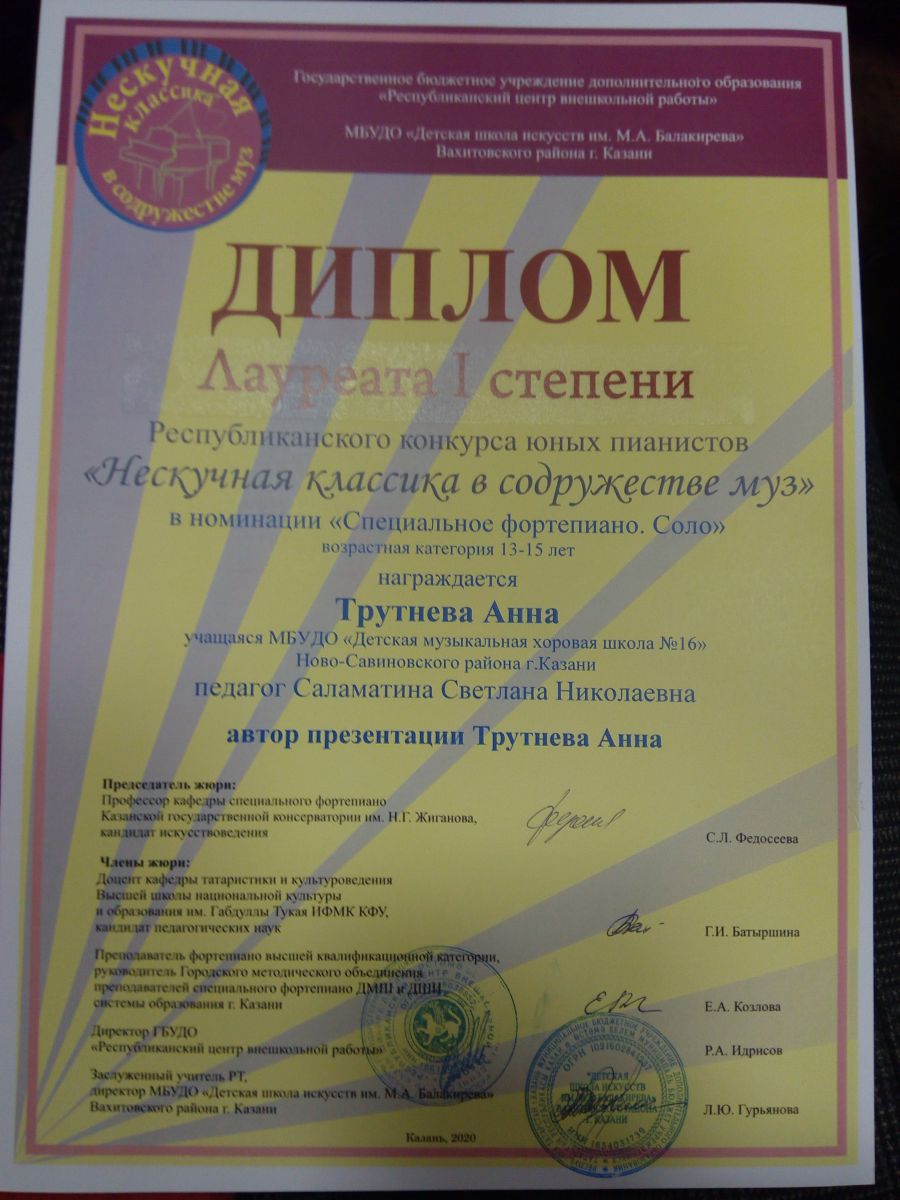 Нескучная
классика
в содружестве муз
Государственное бюджетное учреждение дополнительного образования
«Республиканский центр внешкольной работы»
МБУДО «Детская школа искусств им. М.А. Балакирева»
Вахитовского района г. Казани
ДИПЛОМ
Лауреата I степени
Республиканского конкурса юных пианистов
«Нескучная классика в содружестве муз»
в номинации «Специальное фортепиано. Соло»
возрастная категория 13-15 лет
награждается
Трутнева Анна
учащаяся МБУДО «Детская музыкальная хоровая школа №16»
Ново-Савиновского района г.Казани
педагог Саламатина Светлана Николаевна
автор презентации Трутнева Анна
Председатель жюри:
Профессор кафедры специального фортепиано
Казанской государственной консерватории им. Н.Г. Жиганова,
кандидат искусствоведения
С.Л. Федосеева
Члены жюри:
Доцент кафедры татаристики и культуроведения
Высшей школы национальной культуры
и образования им. Габдуллы Тукая ИФМК КФУ,
кандидат педагогических наук
Г.И. Батыршина
Преподаватель фортепиано высшей квалификационной категории,
руководитель Городского методического объединения
преподавателей специального фортепиано ДМШ и ДШИ
системы образования г. Казани
Е.А. Козлова
Директор ГБУДО
«Республиканский центр внешкольной работы»
Р.А. Идрисов
Заслуженный учитель РТ,
директор МБУДО «Детская школа искусств им. М.А. Балакирева»
Вахитовского района г. Казани
Л.Ю. Гурьянова
"ДЕТСКАЯ
ШКОЛА ИСКУССТВ
ИМ. М.А. БАЛАКИРЕВА"
Г. КАЗАНИ
Казань, 2020